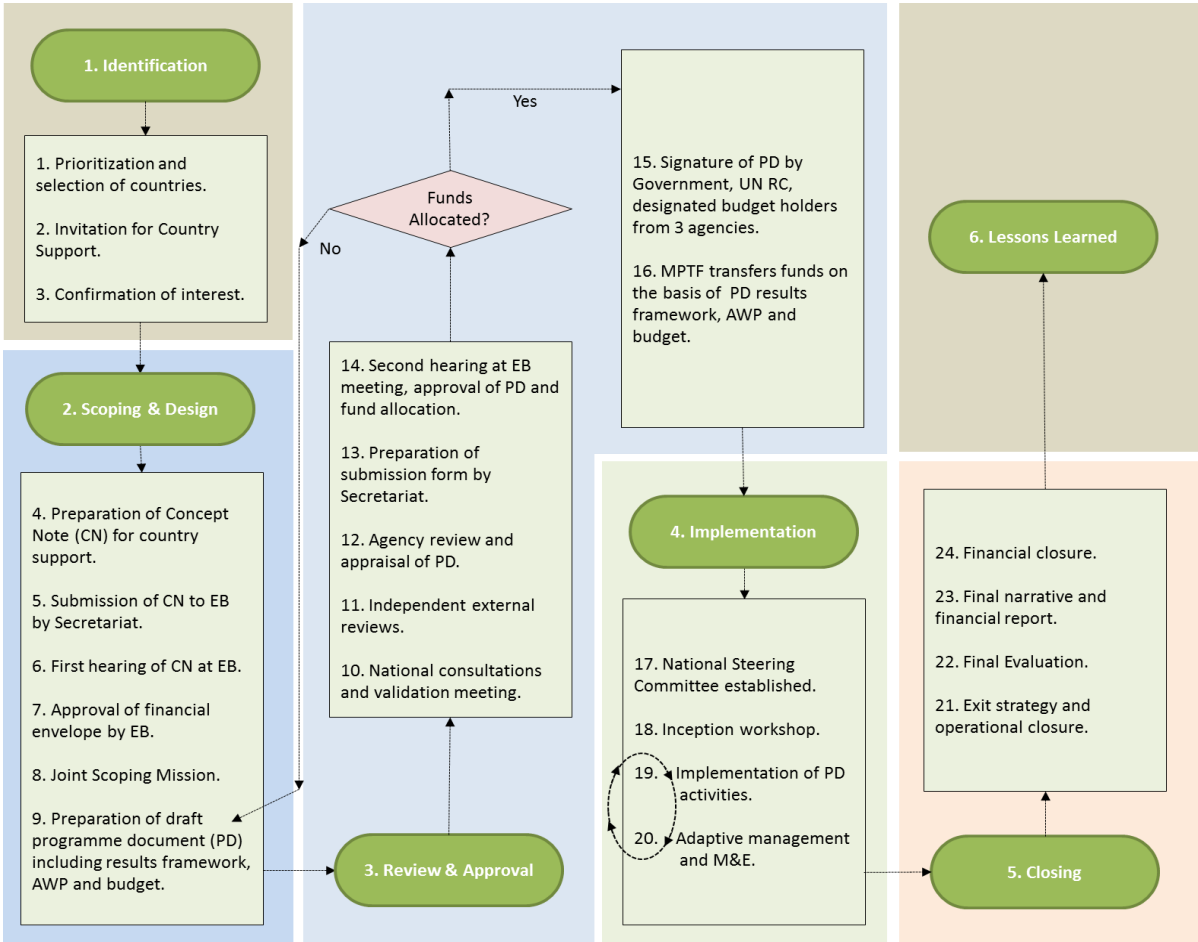 1. Identification
1. Prioritization and
selection of countries.
2. Invitation for Country
Support.
3. Confirmation of interest.
2. Scoping & Design
4. Preparation of Concept
Note (CN) for country
support.
5. Submission of CN to EB
by Secretariat.
6. First hearing of CN at EB.
7. Approval of financial
envelope by EB.
8. Joint Scoping Mission.
9. Preparation of draft
programme document (PD)
including results framework,
AWP and budget.
3. Review & Approval
14. Second hearing at EB
meeting, approval of PD and
fund allocation.
13. Preparation of
submission form by
Secretariat.
12. Agency review and
appraisal of PD.
11. Independent external
reviews.
10. National consultations
and validation meeting.
Funds
Allocated?
No
Yes
15. Signature of PD by
Government, UN RC,
designated budget holders
from 3 agencies.
16. MPTF transfers funds on
the basis of PD results
framework, AWP and
budget.
4. Implementation
17. National Steering
Committee established.
18. Inception workshop.
19. Implementation of PD
activities.
20. Adaptive management
and M&E.
5. Closing
24. Financial closure.
23. Final narrative and
financial report.
22. Final Evaluation.
21. Exit strategy and
operational closure.
6. Lessons Learned